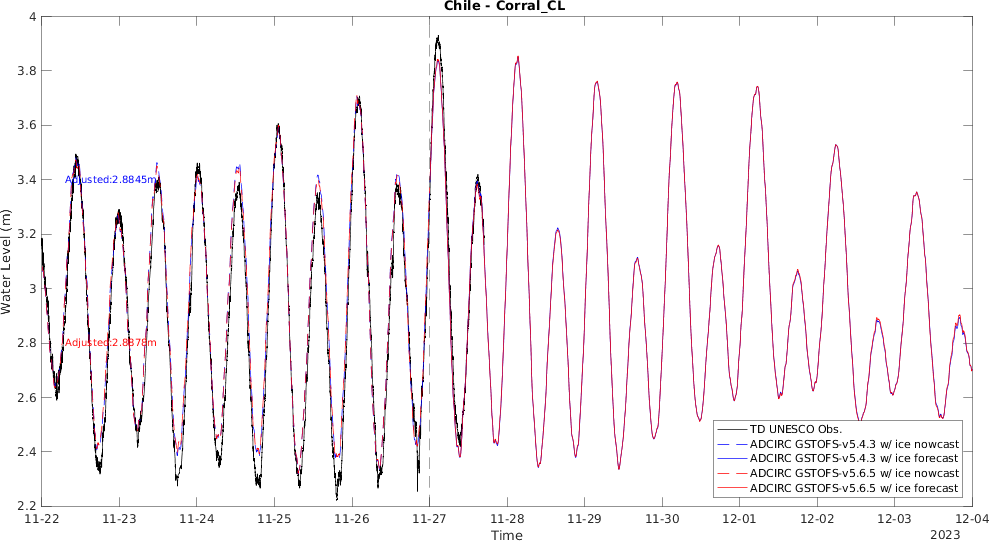 Chile - Corral_CL
4
3.8
3.6
3.4
3.2
3
2.8
2.6
2.4
2.2
Water Level (m)
Adjusted:2.8845m
Adjusted:2.8878m
TD UNESCO Obs.
ADCIRC GSTOFS-v5.4.3 w/ ice nowcast
ADCIRC GSTOFS-v5.4.3 w/ ice forecast
ADCIRC GSTOFS-v5.6.5 w/ ice nowcast
ADCIRC GSTOFS-v5.6.5 w/ ice forecast
11-22 11-23 11-24 11-25 11-26 11-27 11-28 11-29 11-30 12-01 12-02 12-03 12-04
Time
2023